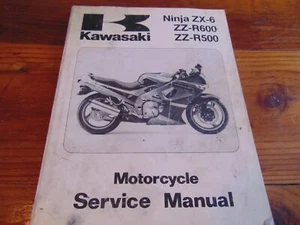 Kawasaki
Ninja ZX-6
ZZ-R600
ZZ-R500
Motorcycle
Service Manual